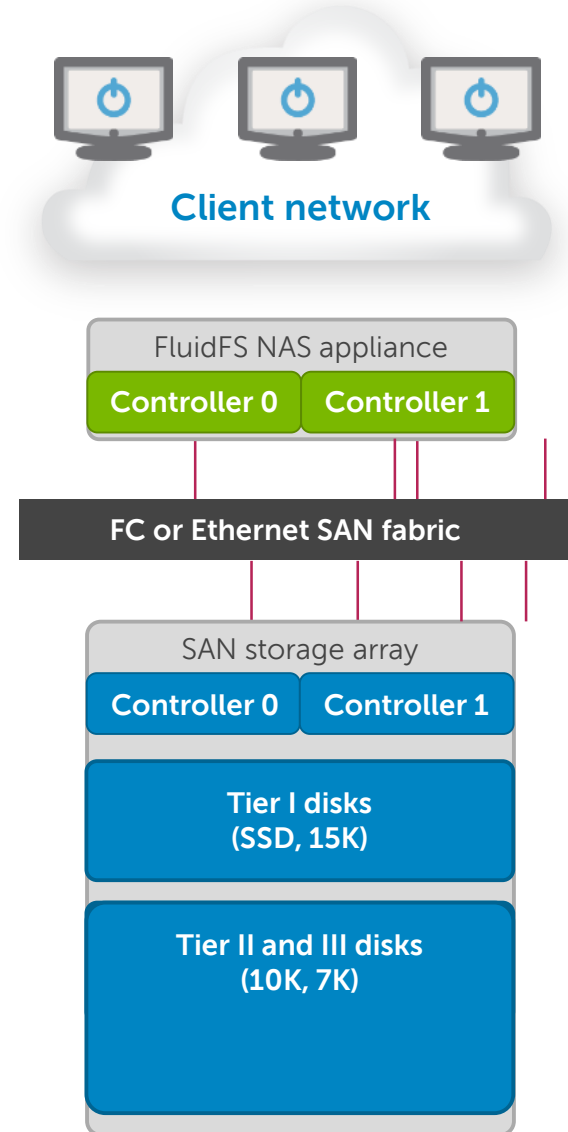 Client network
FluidFS NAS appliance
Controller 0
Controller 1
FC or Ethernet SAN fabric
SAN storage array
Controller 0
Controller 1
Tier I disks
(SSD, 15K)
Tier II and III disks
(10K, 7K)